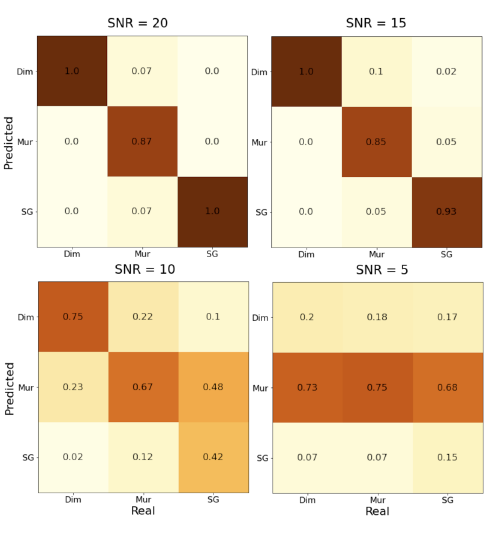 SNR = 20
SNR = 15
Predicted
Dim 1.0 0.07 0.0
Mur 0.0 0.87 0.0
SG 0.0 0.07 1.0
Dim Mur SG
Dim 1.0 0.1 0.02
Mur 0.0 0.85 0.05
SG 0.0 0.05 0.93
Dim Mur SG
SNR = 10
SNR = 5
Predicted
Dim 0.75 0.22 0.1
Mur 0.23 0.67 0.48
SG 0.02 0.12 0.42
Dim Mur SG
Real
Dim 0.2 0.18 0.17
Mur 0.73 0.75 0.68
SG 0.07 0.07 0.15
Dim Mur SG
Real